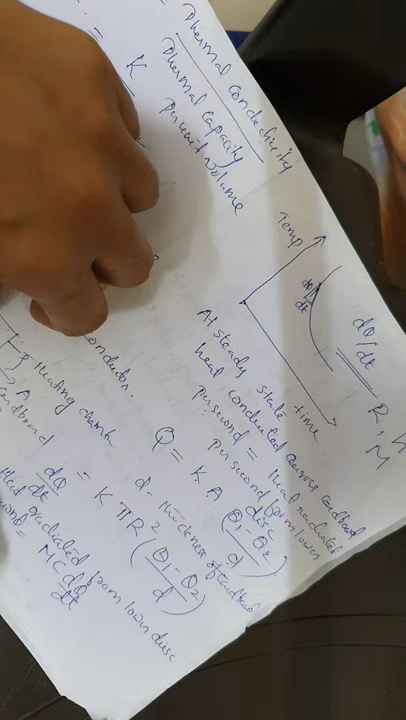 = Thermal conductivity
Thermal capacity
per unit volume
= K
Temp
dθ
dt
time
dθ/dt
R, h
M
At steady state
heat conducted across cardboard
per second = Heat radiated
per second from lower
disc
Q = K A (θ₁ - θ₂)
d
d - thickness of cardboard
dθ
dt
= K πR² (θ₁ - θ₂)
d
Heat radiated from lower disc
= MC dθ
dt
conductor.
Heating chamb
A
cardboard